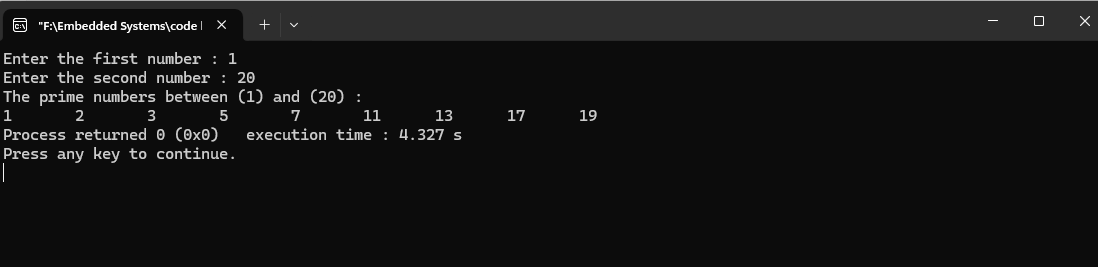 "F:\Embedded Systems\code |
Enter the first number : 1
Enter the second number : 20
The prime numbers between (1) and (20) :
1 2 3 5 7 11 13 17 19
Process returned 0 (0x0) execution time : 4.327 s
Press any key to continue.